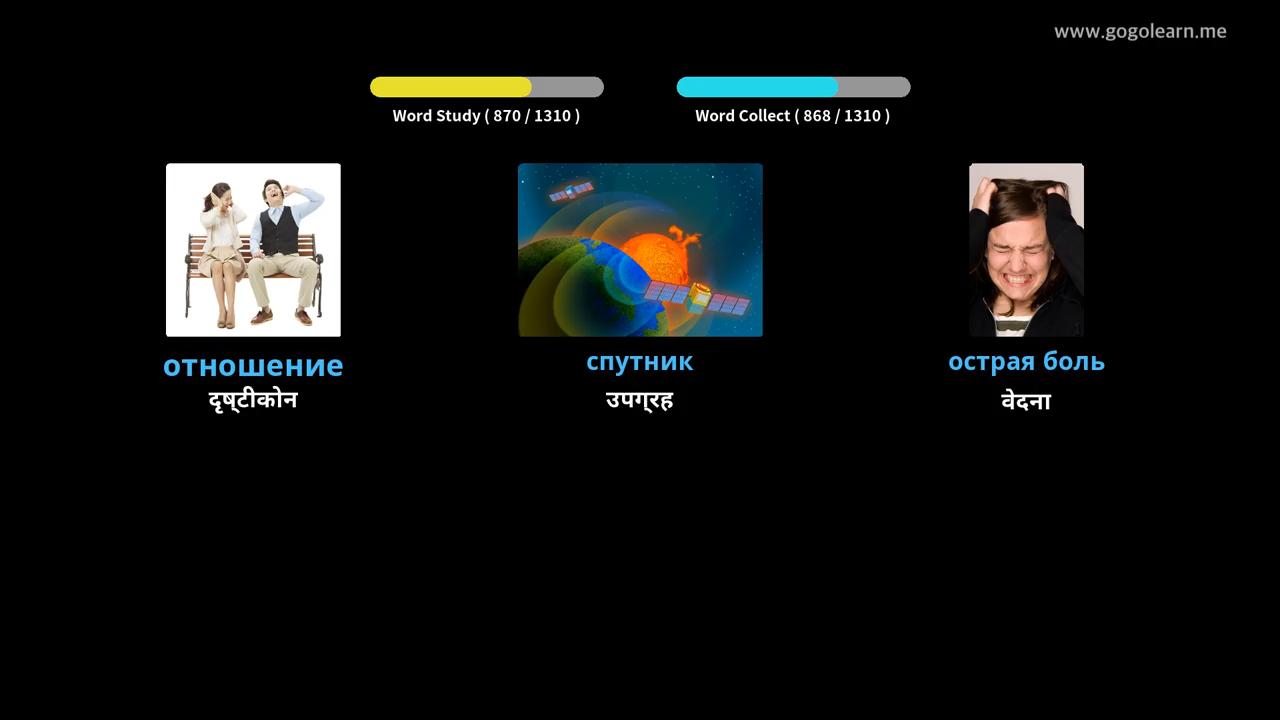 www.gogolearn.me
Word Study ( 870 / 1310 )
Word Collect ( 868 / 1310 )
отношение
दृष्टीकोन
спутник
उपग्रह
острая боль
वेदना